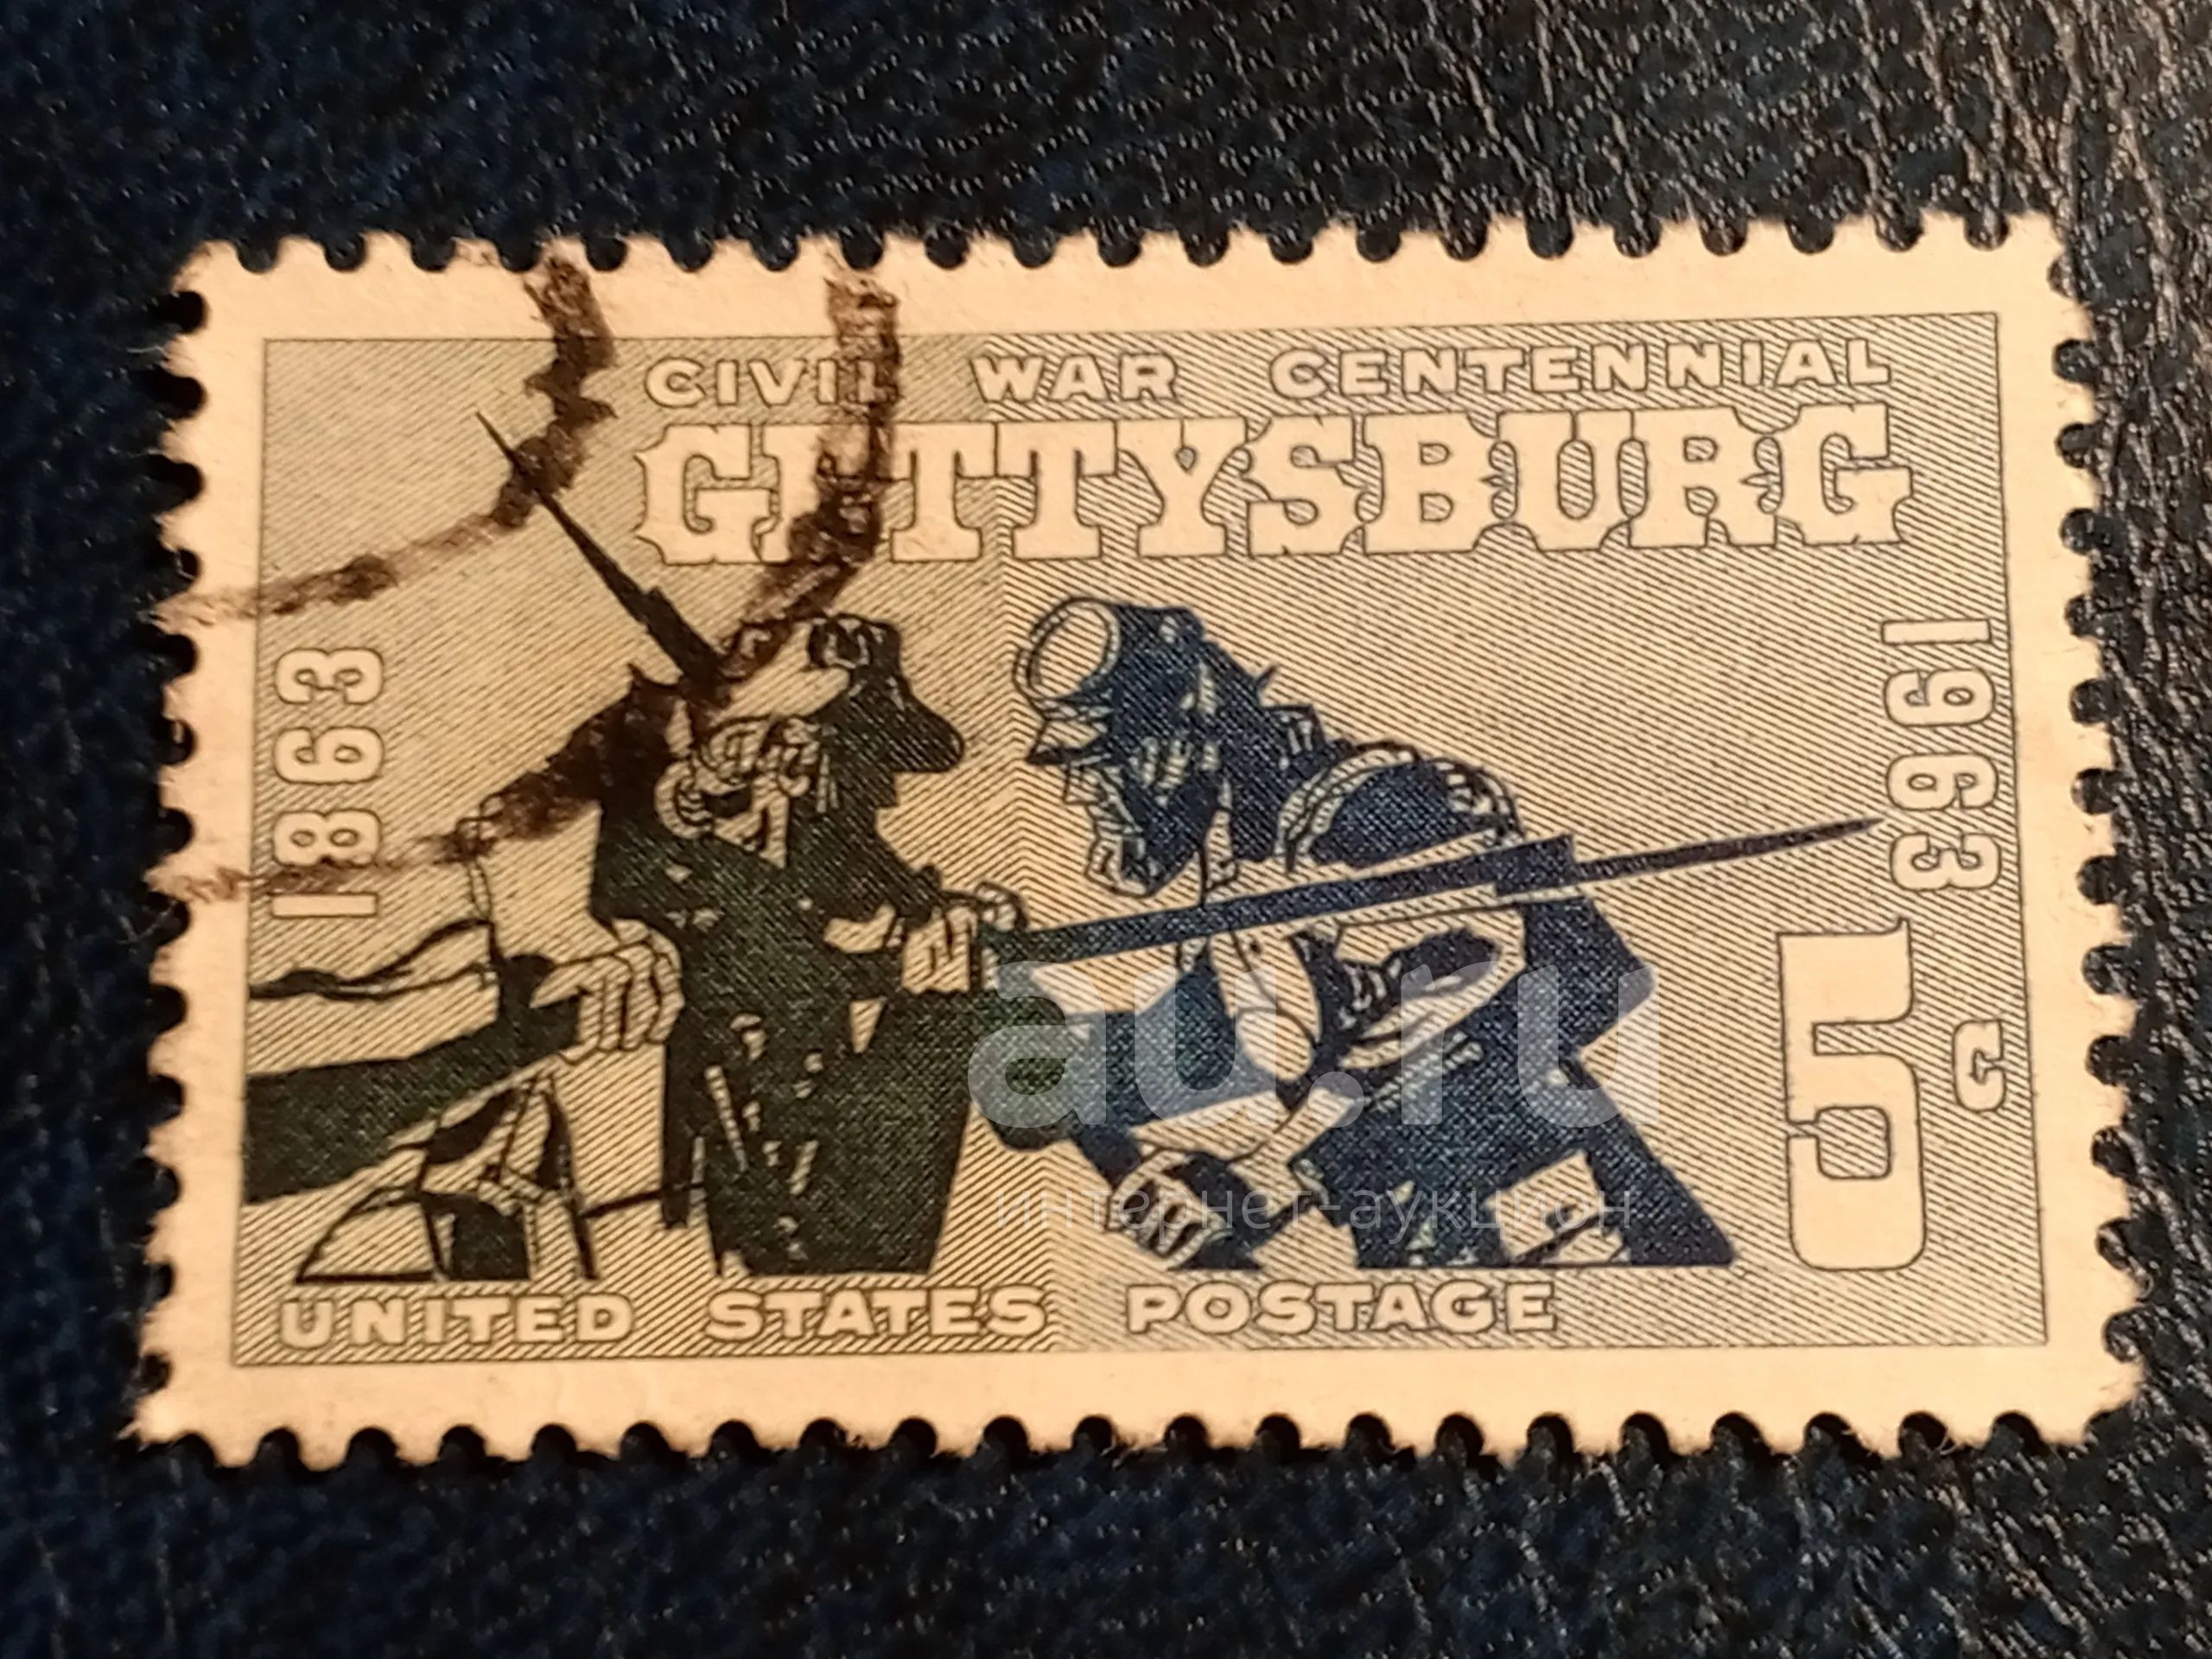 CIVIL WAR CENTENNIAL
GETTYSBURG
1863
1963
5c
UNITED STATES POSTAGE
au.ru
интернет-аукцион